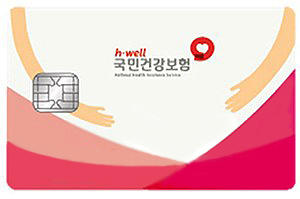 h·well
국민건강보험
National Health Insurance Service